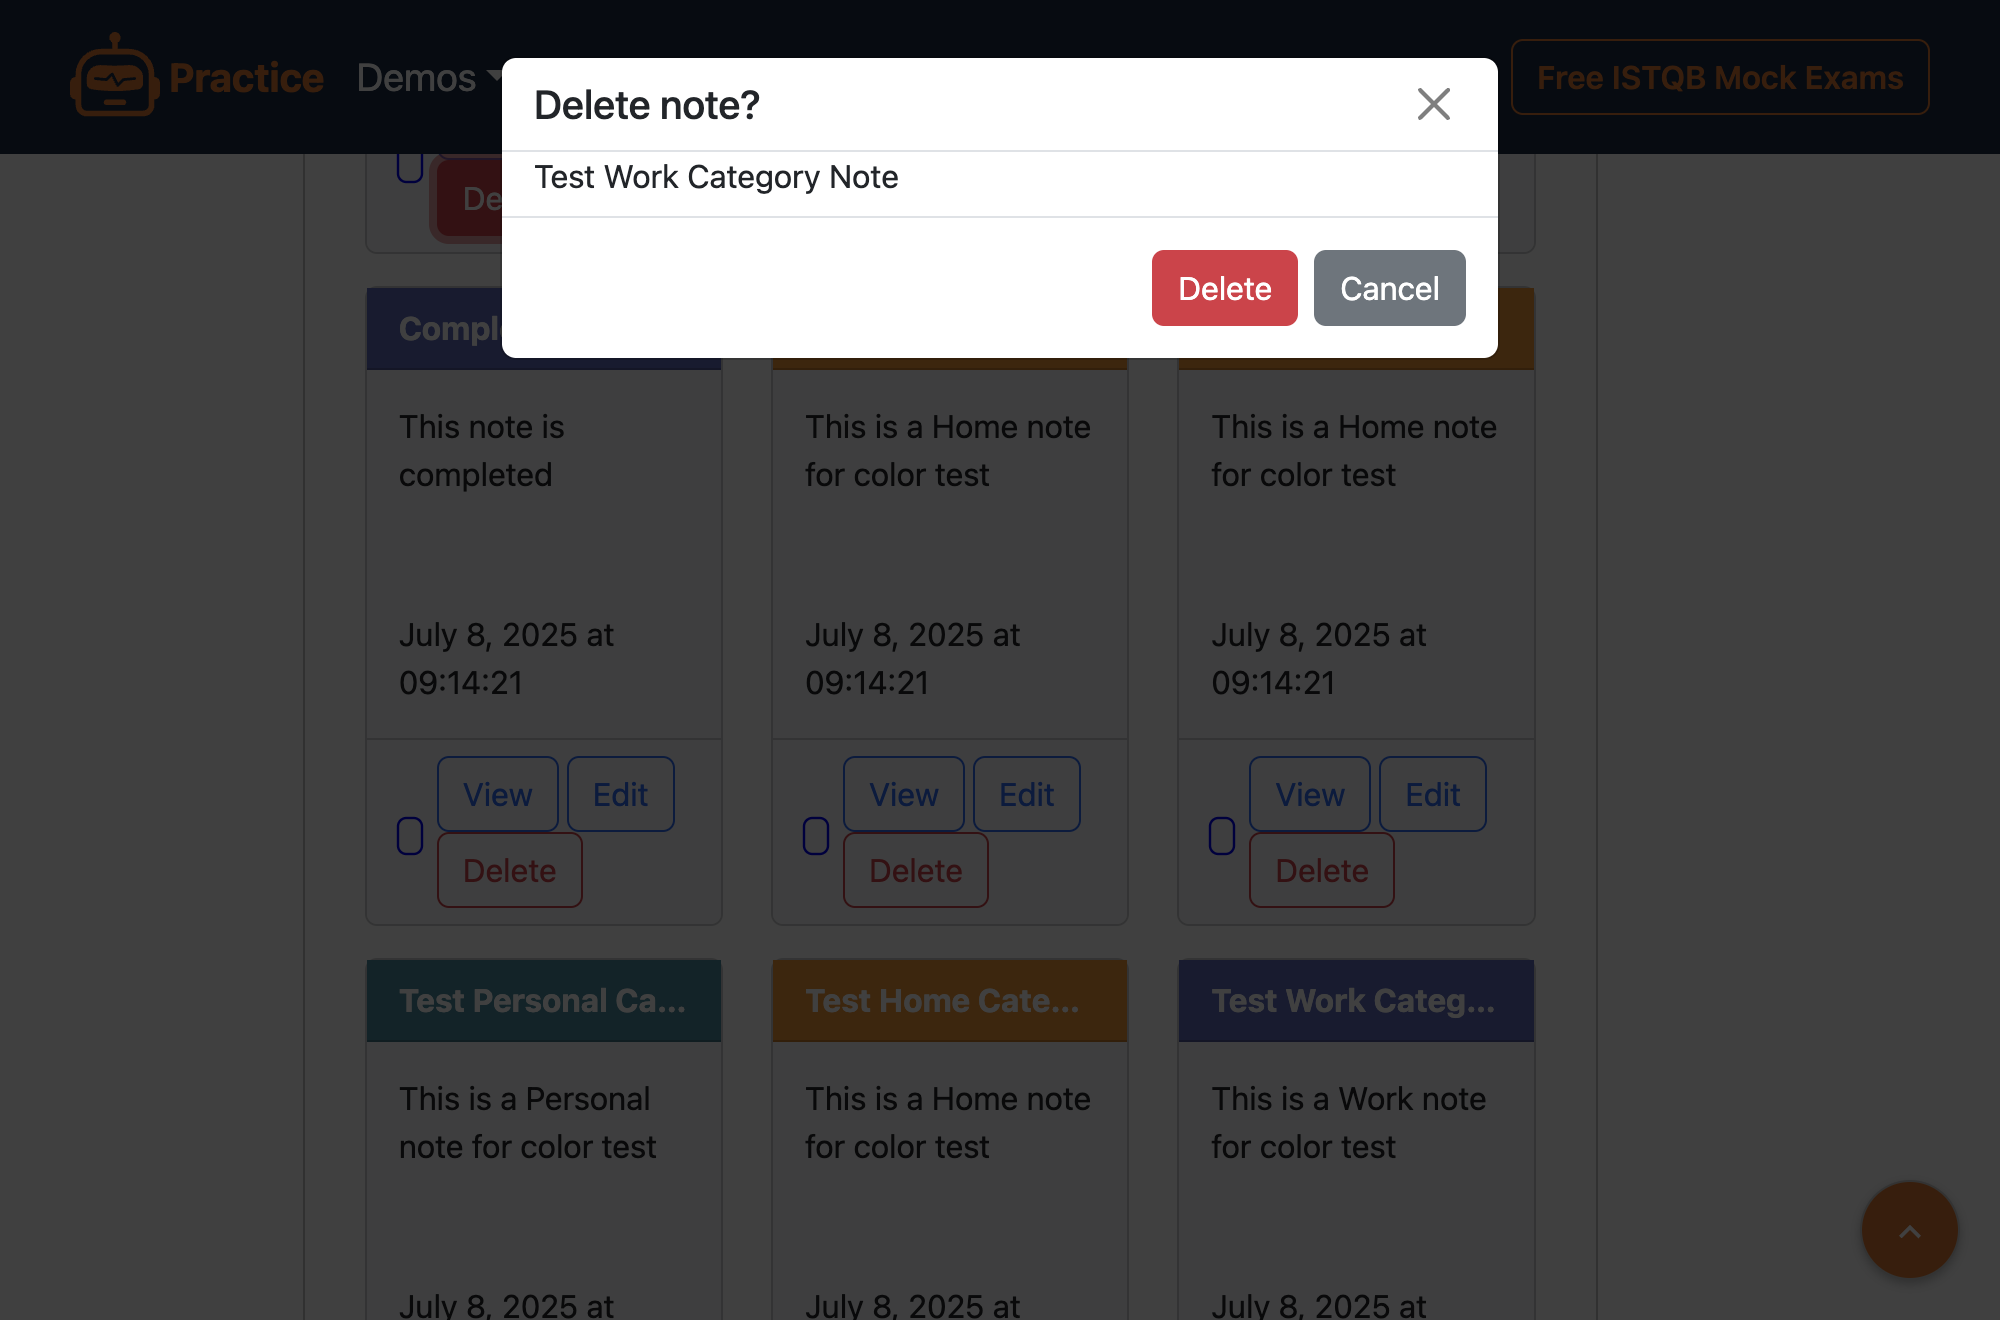 Practice
Demos
Free ISTQB Mock Exams
Delete note?
Test Work Category Note
Delete
Cancel
De
Compl
This note is
completed
July 8, 2025 at
09:14:21
View
Edit
Delete
This is a Home note
for color test
July 8, 2025 at
09:14:21
View
Edit
Delete
This is a Home note
for color test
July 8, 2025 at
09:14:21
View
Edit
Delete
Test Personal Ca...
This is a Personal
note for color test
July 8, 2025 at
Test Home Cate...
This is a Home note
for color test
July 8, 2025 at
Test Work Categ...
This is a Work note
for color test
July 8, 2025 at